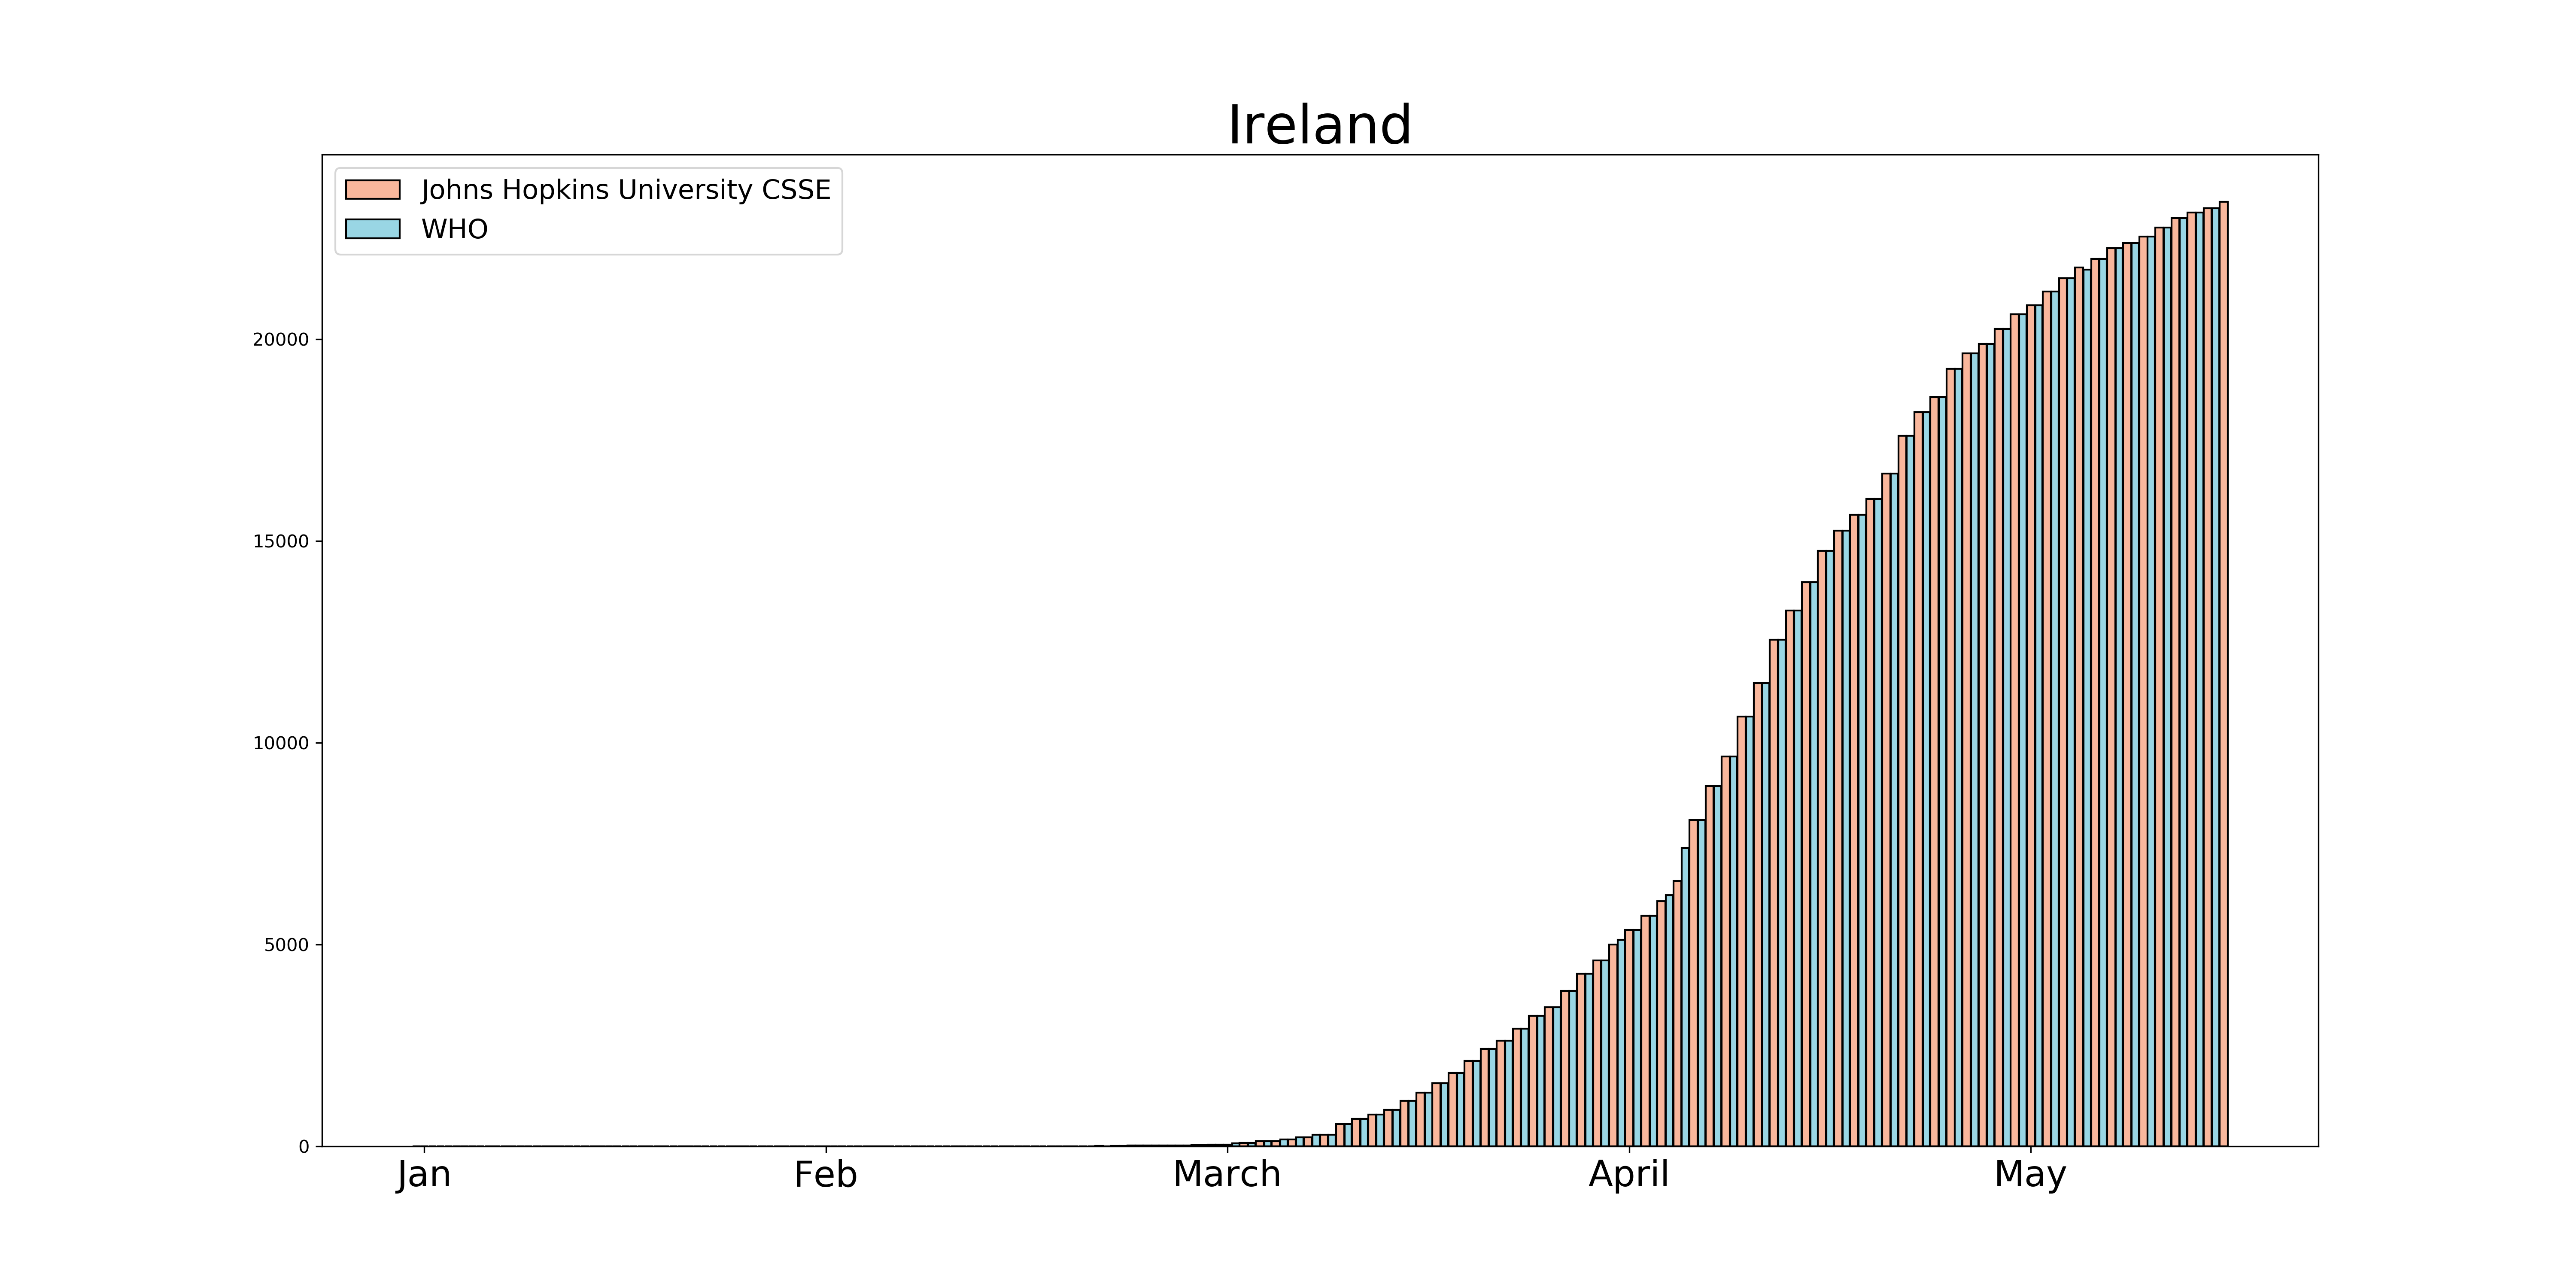 Ireland
Johns Hopkins University CSSE
WHO
20000
15000
10000
5000
0
Jan Feb March April May